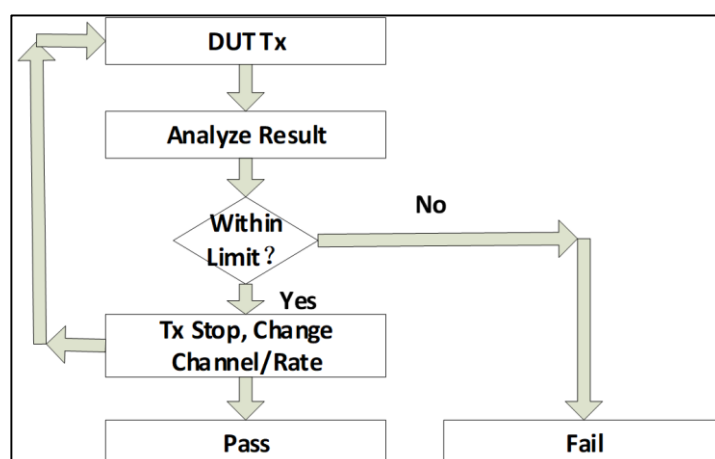 DUT Tx
Analyze Result
No
Within
Limit？
Yes
Tx Stop, Change
Channel/Rate
Pass
Fail